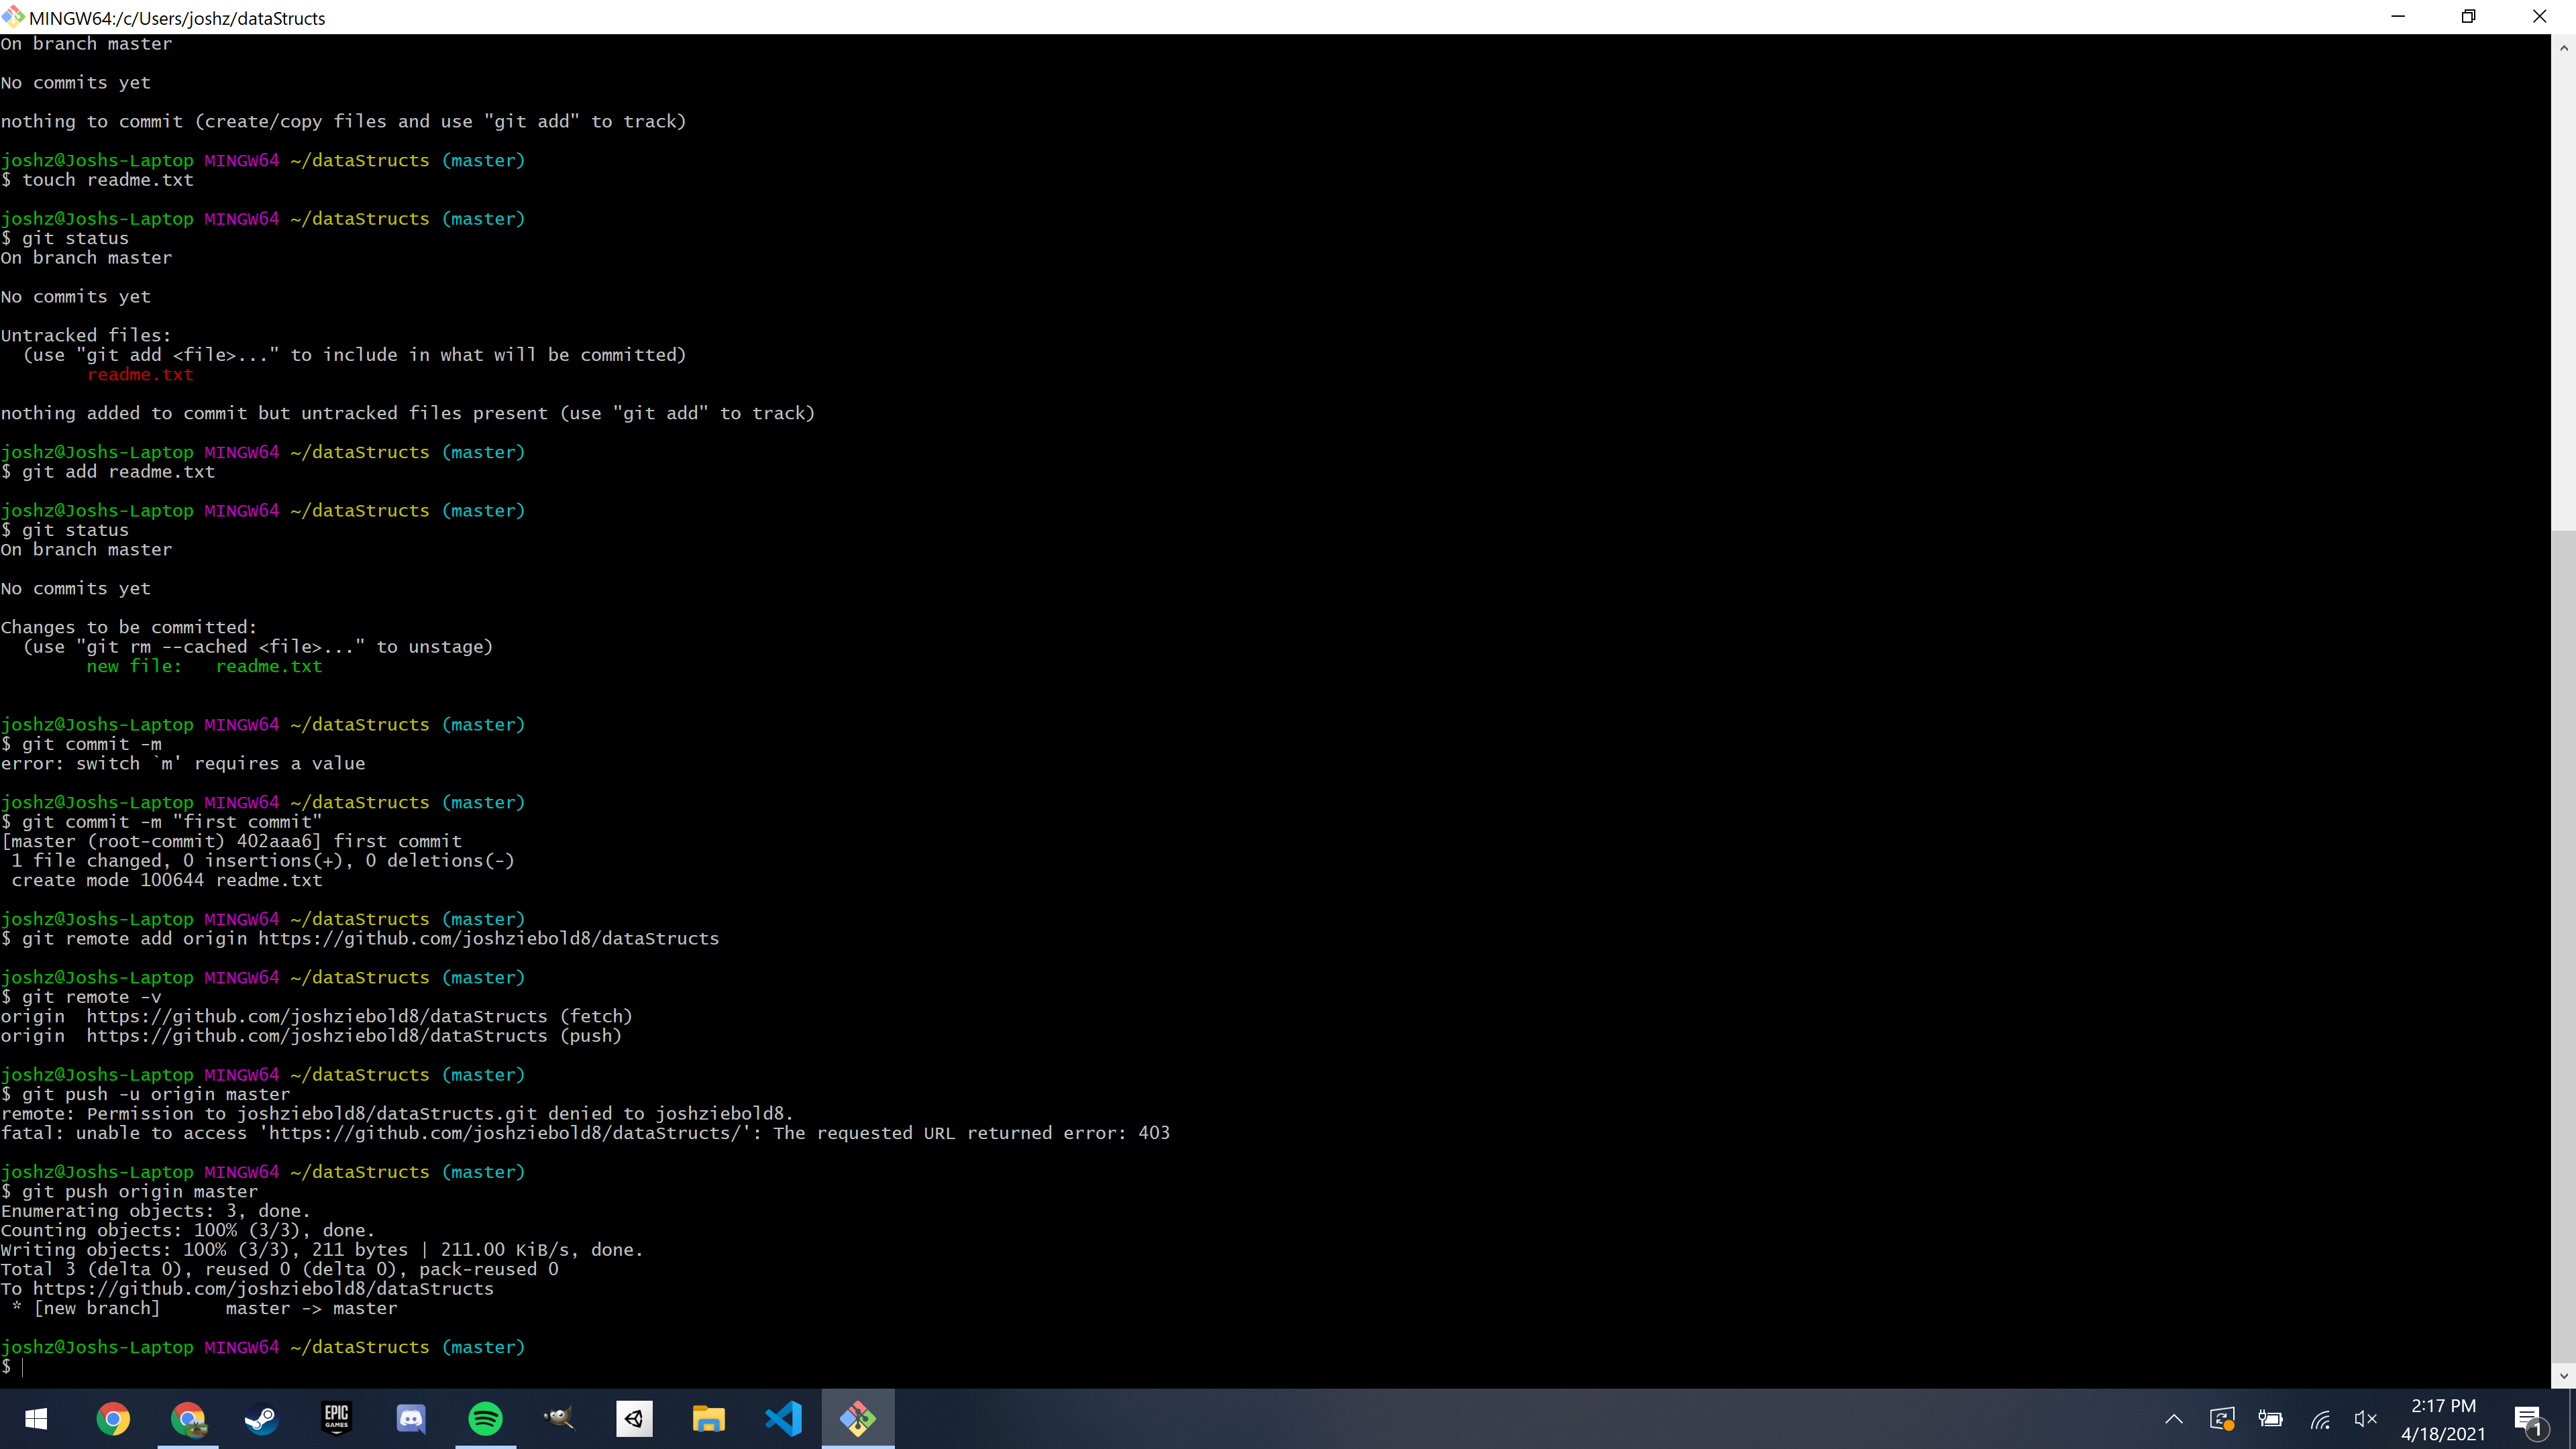 MINGW64:/c/Users/joshz/dataStructs
On branch master
No commits yet
nothing to commit (create/copy files and use "git add" to track)
joshz@Joshs-Laptop MINGW64 ~/dataStructs (master)
$ touch readme.txt
joshz@Joshs-Laptop MINGW64 ~/dataStructs (master)
$ git status
On branch master
No commits yet
Untracked files:
  (use "git add <file>..." to include in what will be committed)
        readme.txt
nothing added to commit but untracked files present (use "git add" to track)
joshz@Joshs-Laptop MINGW64 ~/dataStructs (master)
$ git add readme.txt
joshz@Joshs-Laptop MINGW64 ~/dataStructs (master)
$ git status
On branch master
No commits yet
Changes to be committed:
  (use "git rm --cached <file>..." to unstage)
        new file:   readme.txt
joshz@Joshs-Laptop MINGW64 ~/dataStructs (master)
$ git commit -m
error: switch `m' requires a value
joshz@Joshs-Laptop MINGW64 ~/dataStructs (master)
$ git commit -m "first commit"
[master (root-commit) 402aaa6] first commit
 1 file changed, 0 insertions(+), 0 deletions(-)
 create mode 100644 readme.txt
joshz@Joshs-Laptop MINGW64 ~/dataStructs (master)
$ git remote add origin https://github.com/joshziebold8/dataStructs
joshz@Joshs-Laptop MINGW64 ~/dataStructs (master)
$ git remote -v
origin  https://github.com/joshziebold8/dataStructs (fetch)
origin  https://github.com/joshziebold8/dataStructs (push)
joshz@Joshs-Laptop MINGW64 ~/dataStructs (master)
$ git push -u origin master
remote: Permission to joshziebold8/dataStructs.git denied to joshziebold8.
fatal: unable to access 'https://github.com/joshziebold8/dataStructs/': The requested URL returned error: 403
joshz@Joshs-Laptop MINGW64 ~/dataStructs (master)
$ git push origin master
Enumerating objects: 3, done.
Counting objects: 100% (3/3), done.
Writing objects: 100% (3/3), 211 bytes | 211.00 KiB/s, done.
Total 3 (delta 0), reused 0 (delta 0), pack-reused 0
To https://github.com/joshziebold8/dataStructs
 * [new branch]      master -> master
joshz@Joshs-Laptop MINGW64 ~/dataStructs (master)
$
EPIC
GAMES
2:17 PM
4/18/2021
1